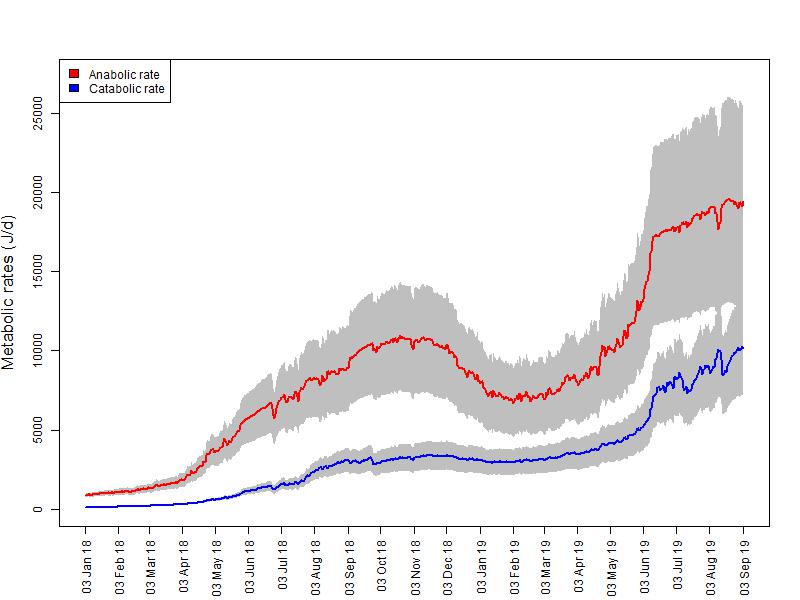 Anabolic rate
Catabolic rate
Metabolic rates (J/d)
25000
20000
15000
10000
5000
0
03 Jan 18
03 Feb 18
03 Mar 18
03 Apr 18
03 May 18
03 Jun 18
03 Jul 18
03 Aug 18
03 Sep 18
03 Oct 18
03 Nov 18
03 Dec 18
03 Jan 19
03 Feb 19
03 Mar 19
03 Apr 19
03 May 19
03 Jun 19
03 Jul 19
03 Aug 19
03 Sep 19